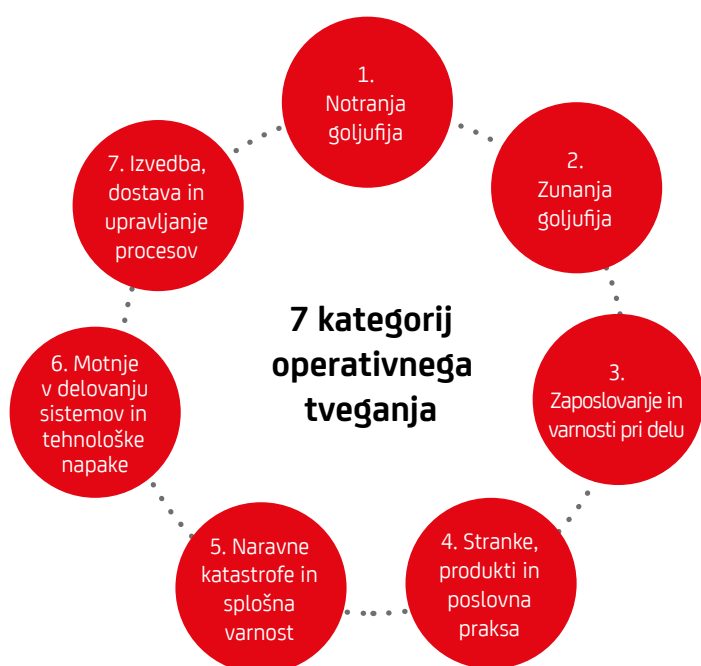 1.
Notranja
goljufija
2.
Zunanja
goljufija
3.
Zaposlovanje in
varnosti pri delu
4. Stranke,
produkti in
poslovna
praksa
5. Naravne
katastrofe in
splošna
varnost
6. Motnje
v delovanju
sistemov in
tehnološke
napake
7. Izvedba,
dostava in
upravljanje
procesov
7 kategorij
operativnega
tveganja